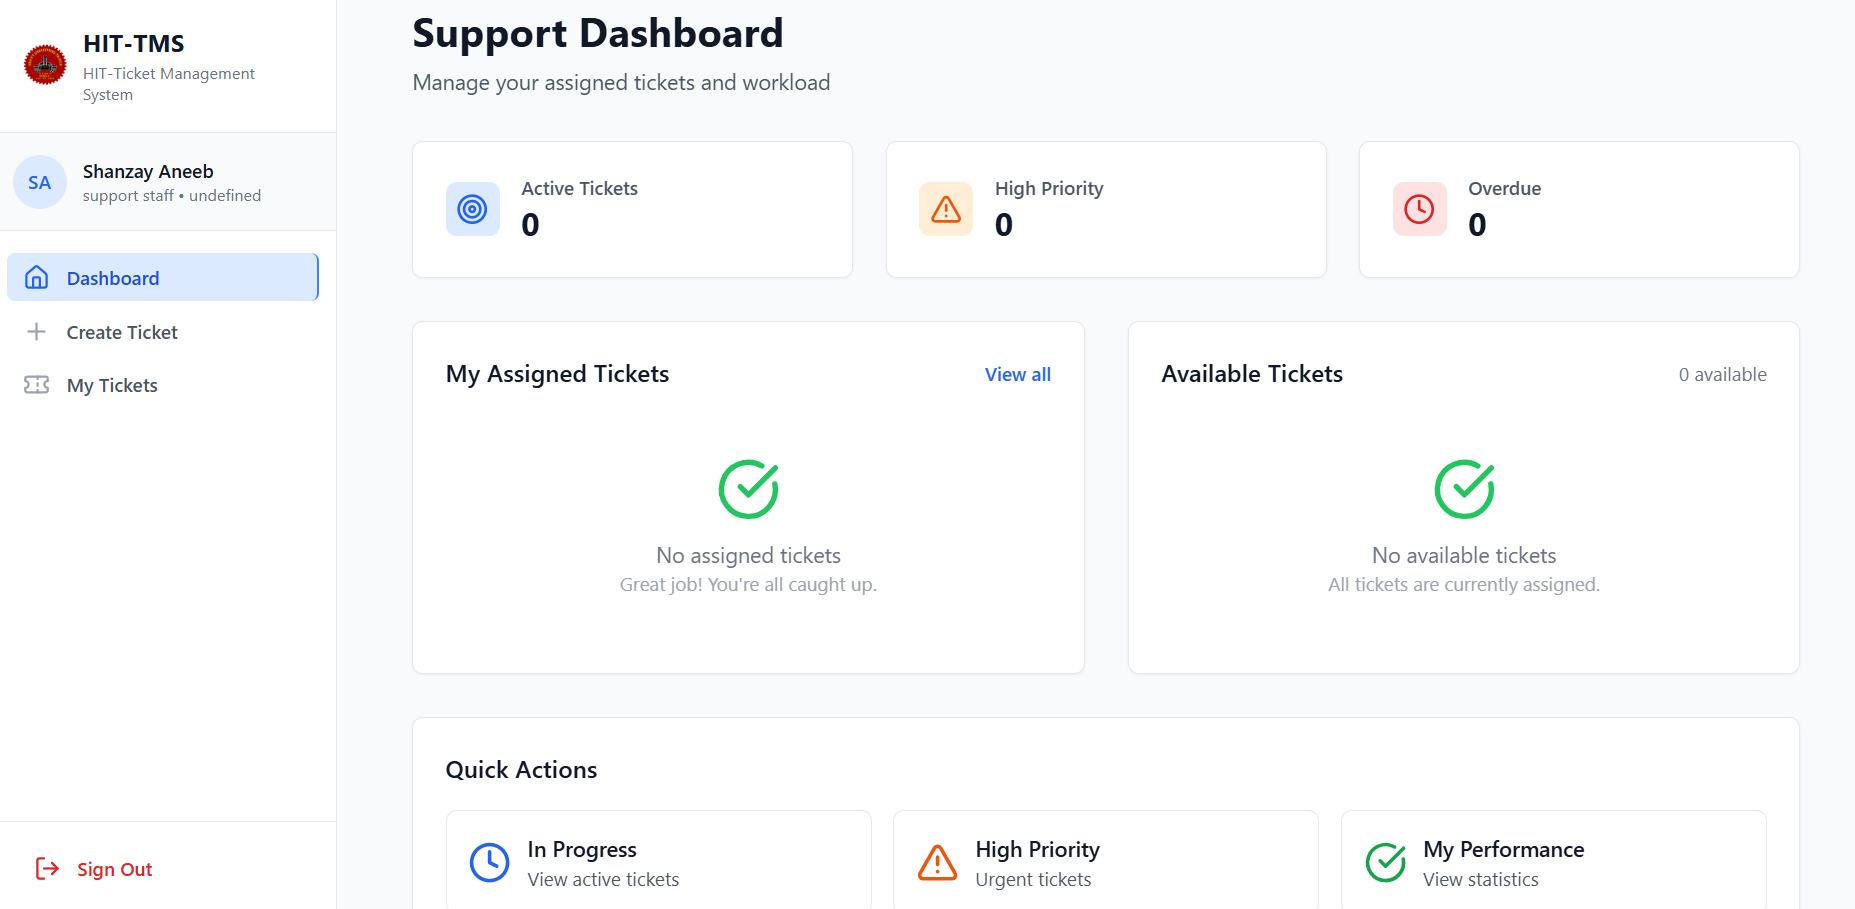 HIT-TMS
HIT-Ticket Management
System
SA
Shanzay Aneeb
support staff • undefined
Dashboard
Create Ticket
My Tickets
Sign Out
Support Dashboard
Manage your assigned tickets and workload
Active Tickets
0
High Priority
0
Overdue
0
My Assigned Tickets
View all
No assigned tickets
Great job! You're all caught up.
Available Tickets
0 available
No available tickets
All tickets are currently assigned.
Quick Actions
In Progress
View active tickets
High Priority
Urgent tickets
My Performance
View statistics